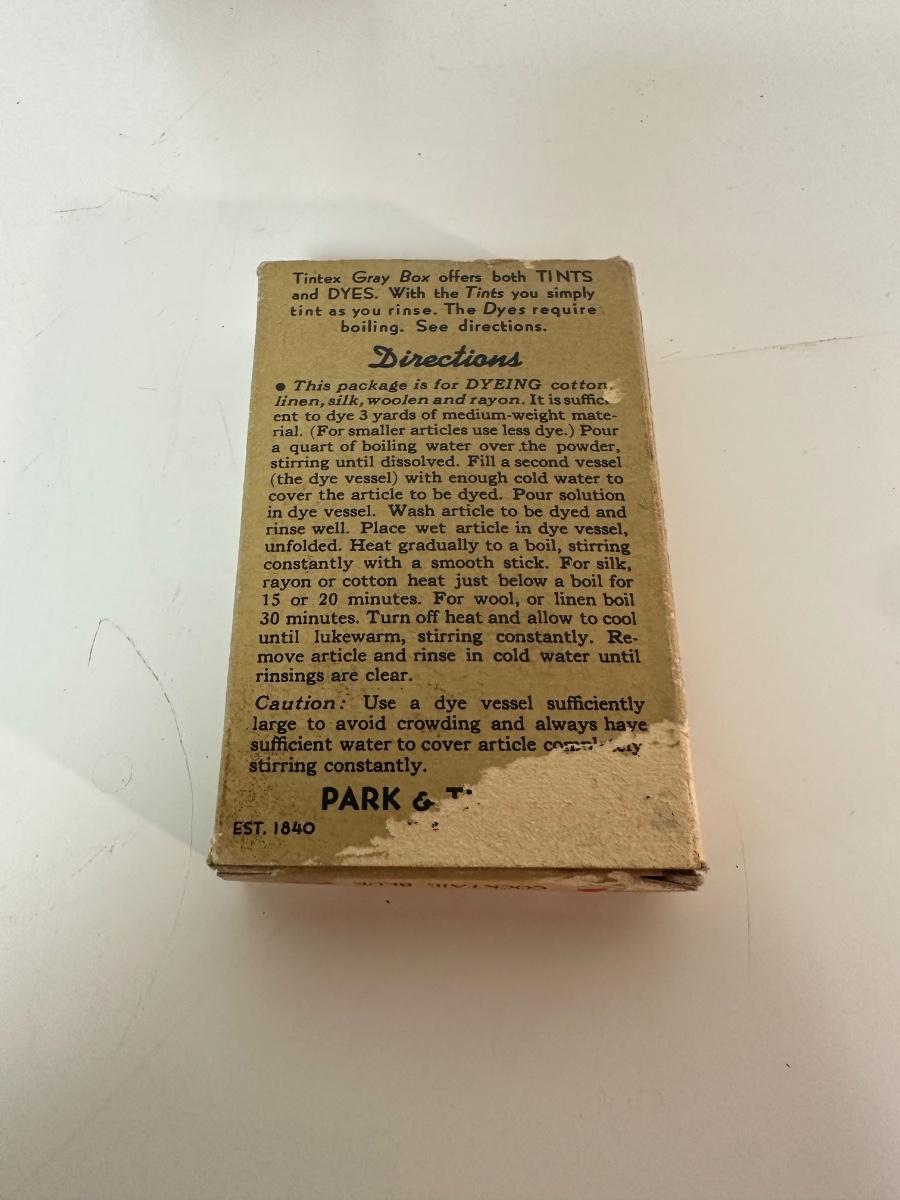 Tintex Gray Box offers both TINTS
and DYES. With the Tints you simply
tint as you rinse. The Dyes require
boiling. See directions.
Directions
● This package is for DYEING cotton,
linen, silk, woolen and rayon. It is suffic
ent to dye 3 yards of medium-weight mate-
rial. (For smaller articles use less dye.) Pour
a quart of boiling water over the powder,
stirring until dissolved. Fill a second vessel
(the dye vessel) with enough cold water to
cover the article to be dyed. Pour solution
in dye vessel. Wash article to be dyed and
rinse well. Place wet article in dye vessel,
unfolded. Heat gradually to a boil, stirring
constantly with a smooth stick. For silk,
rayon or cotton heat just below a boil for
15 or 20 minutes. For wool, or linen boil
30 minutes. Turn off heat and allow to cool
until lukewarm, stirring constantly. Re-
move article and rinse in cold water until
rinsings are clear.
Caution: Use a dye vessel sufficiently
large to avoid crowding and always have
sufficient water to cover article completely
stirring constantly.
PARK &
EST. 1840
COCKTAIL BLUE